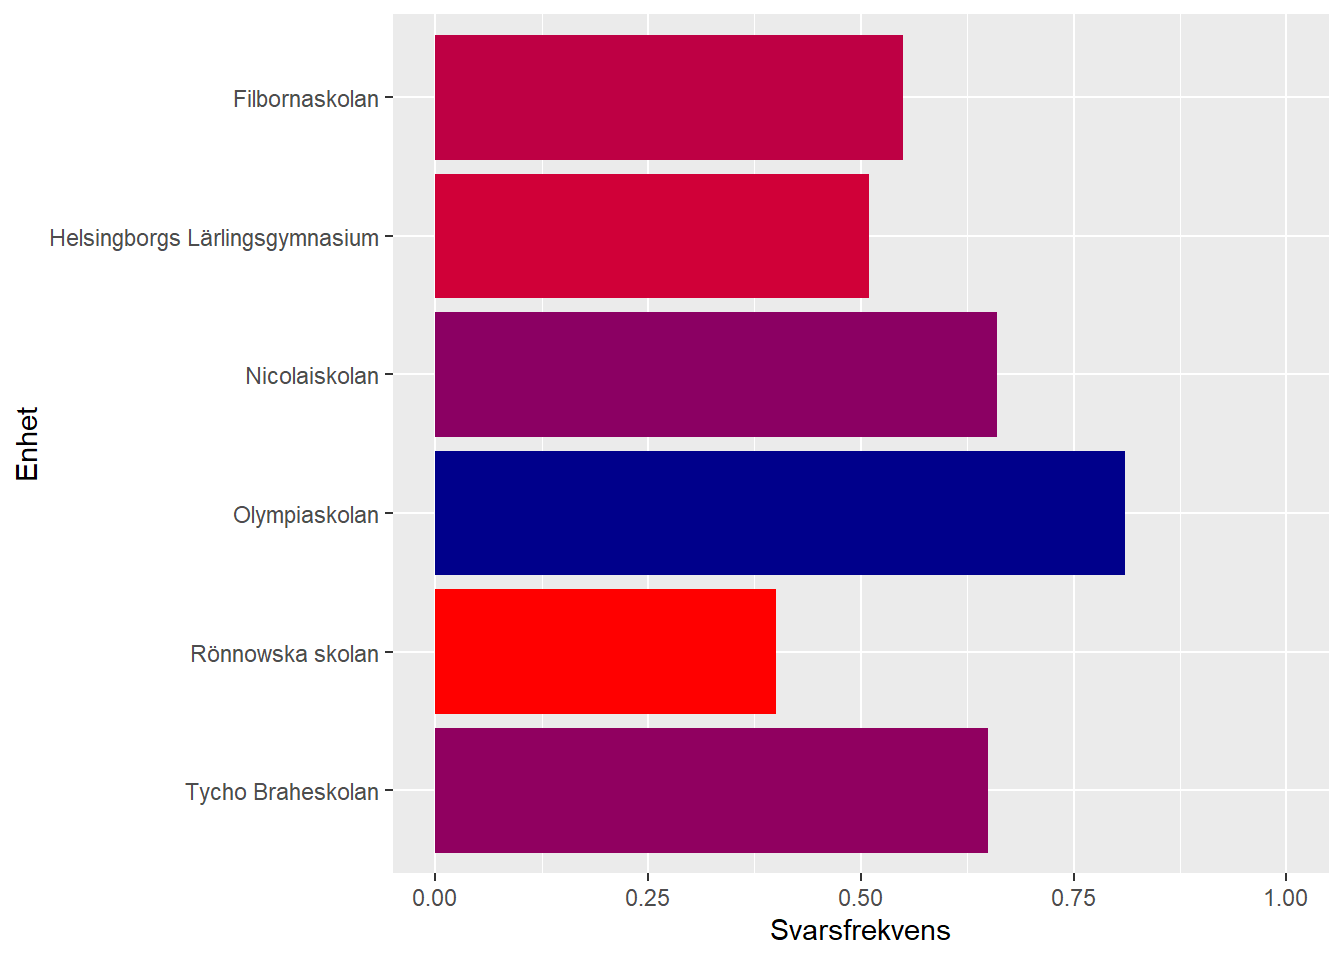 Filbornaskolan
Helsingborgs Lärlingsgymnasium
Nicolaiskolan
Olympiaskolan
Rönnowska skolan
Tycho Braheskolan
Enhet
0.00 0.25 0.50 0.75 1.00
Svarsfrekvens